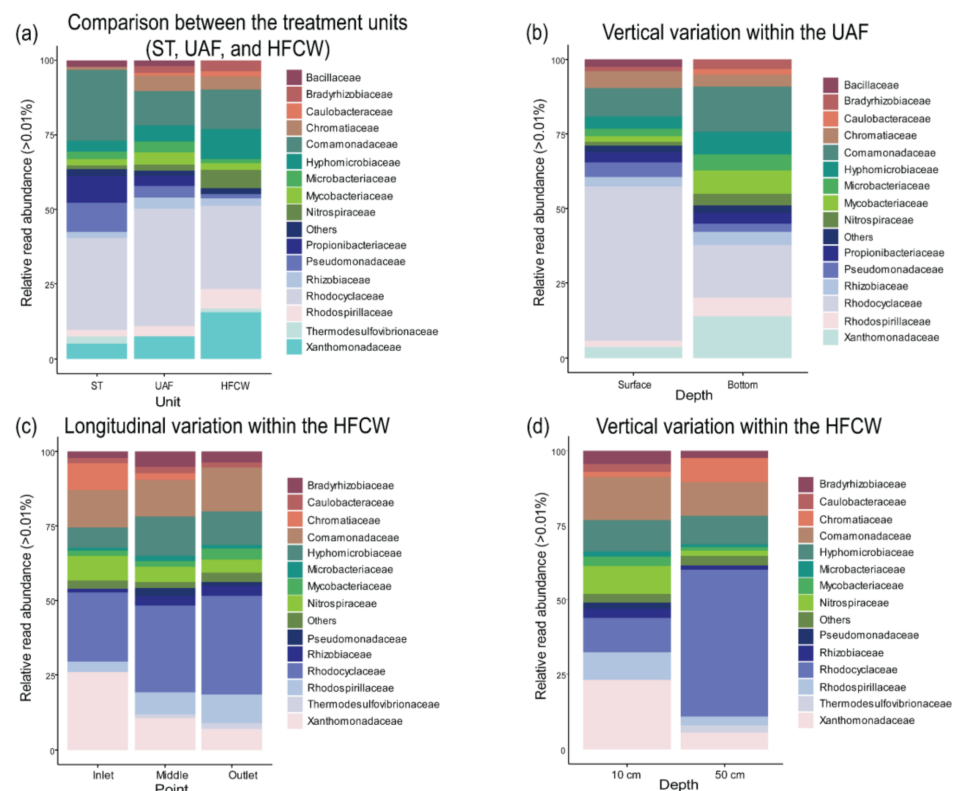 (a)
Comparison between the treatment units
(ST, UAF, and HFCW)
Relative read abundance (>0.01%)
100
75
50
25
0
ST
UAF
HFCW
Unit
Bacillaceae
Bradyrhizobiaceae
Caulobacteraceae
Chromatiaceae
Comamonadaceae
Hyphomicrobiaceae
Microbacteriaceae
Mycobacteriaceae
Nitrospiraceae
Others
Propionibacteriaceae
Pseudomonadaceae
Rhizobiaceae
Rhodocyclaceae
Rhodospirillaceae
Thermodesulfovibrionaceae
Xanthomonadaceae
(b)
Vertical variation within the UAF
Relative read abundance (>0.01%)
100
75
50
25
0
Surface
Bottom
Depth
Bacillaceae
Bradyrhizobiaceae
Caulobacteraceae
Chromatiaceae
Comamonadaceae
Hyphomicrobiaceae
Microbacteriaceae
Mycobacteriaceae
Nitrospiraceae
Others
Propionibacteriaceae
Pseudomonadaceae
Rhizobiaceae
Rhodocyclaceae
Rhodospirillaceae
Xanthomonadaceae
(c)
Longitudinal variation within the HFCW
Relative read abundance (>0.01%)
100
75
50
25
0
Inlet
Middle
Outlet
Point
Bradyrhizobiaceae
Caulobacteraceae
Chromatiaceae
Comamonadaceae
Hyphomicrobiaceae
Microbacteriaceae
Mycobacteriaceae
Nitrospiraceae
Others
Pseudomonadaceae
Rhizobiaceae
Rhodocyclaceae
Rhodospirillaceae
Thermodesulfovibrionaceae
Xanthomonadaceae
(d)
Vertical variation within the HFCW
Relative read abundance (>0.01%)
100
75
50
25
0
10 cm
50 cm
Depth
Bradyrhizobiaceae
Caulobacteraceae
Chromatiaceae
Comamonadaceae
Hyphomicrobiaceae
Microbacteriaceae
Mycobacteriaceae
Nitrospiraceae
Others
Pseudomonadaceae
Rhizobiaceae
Rhodocyclaceae
Rhodospirillaceae
Thermodesulfovibrionaceae
Xanthomonadaceae